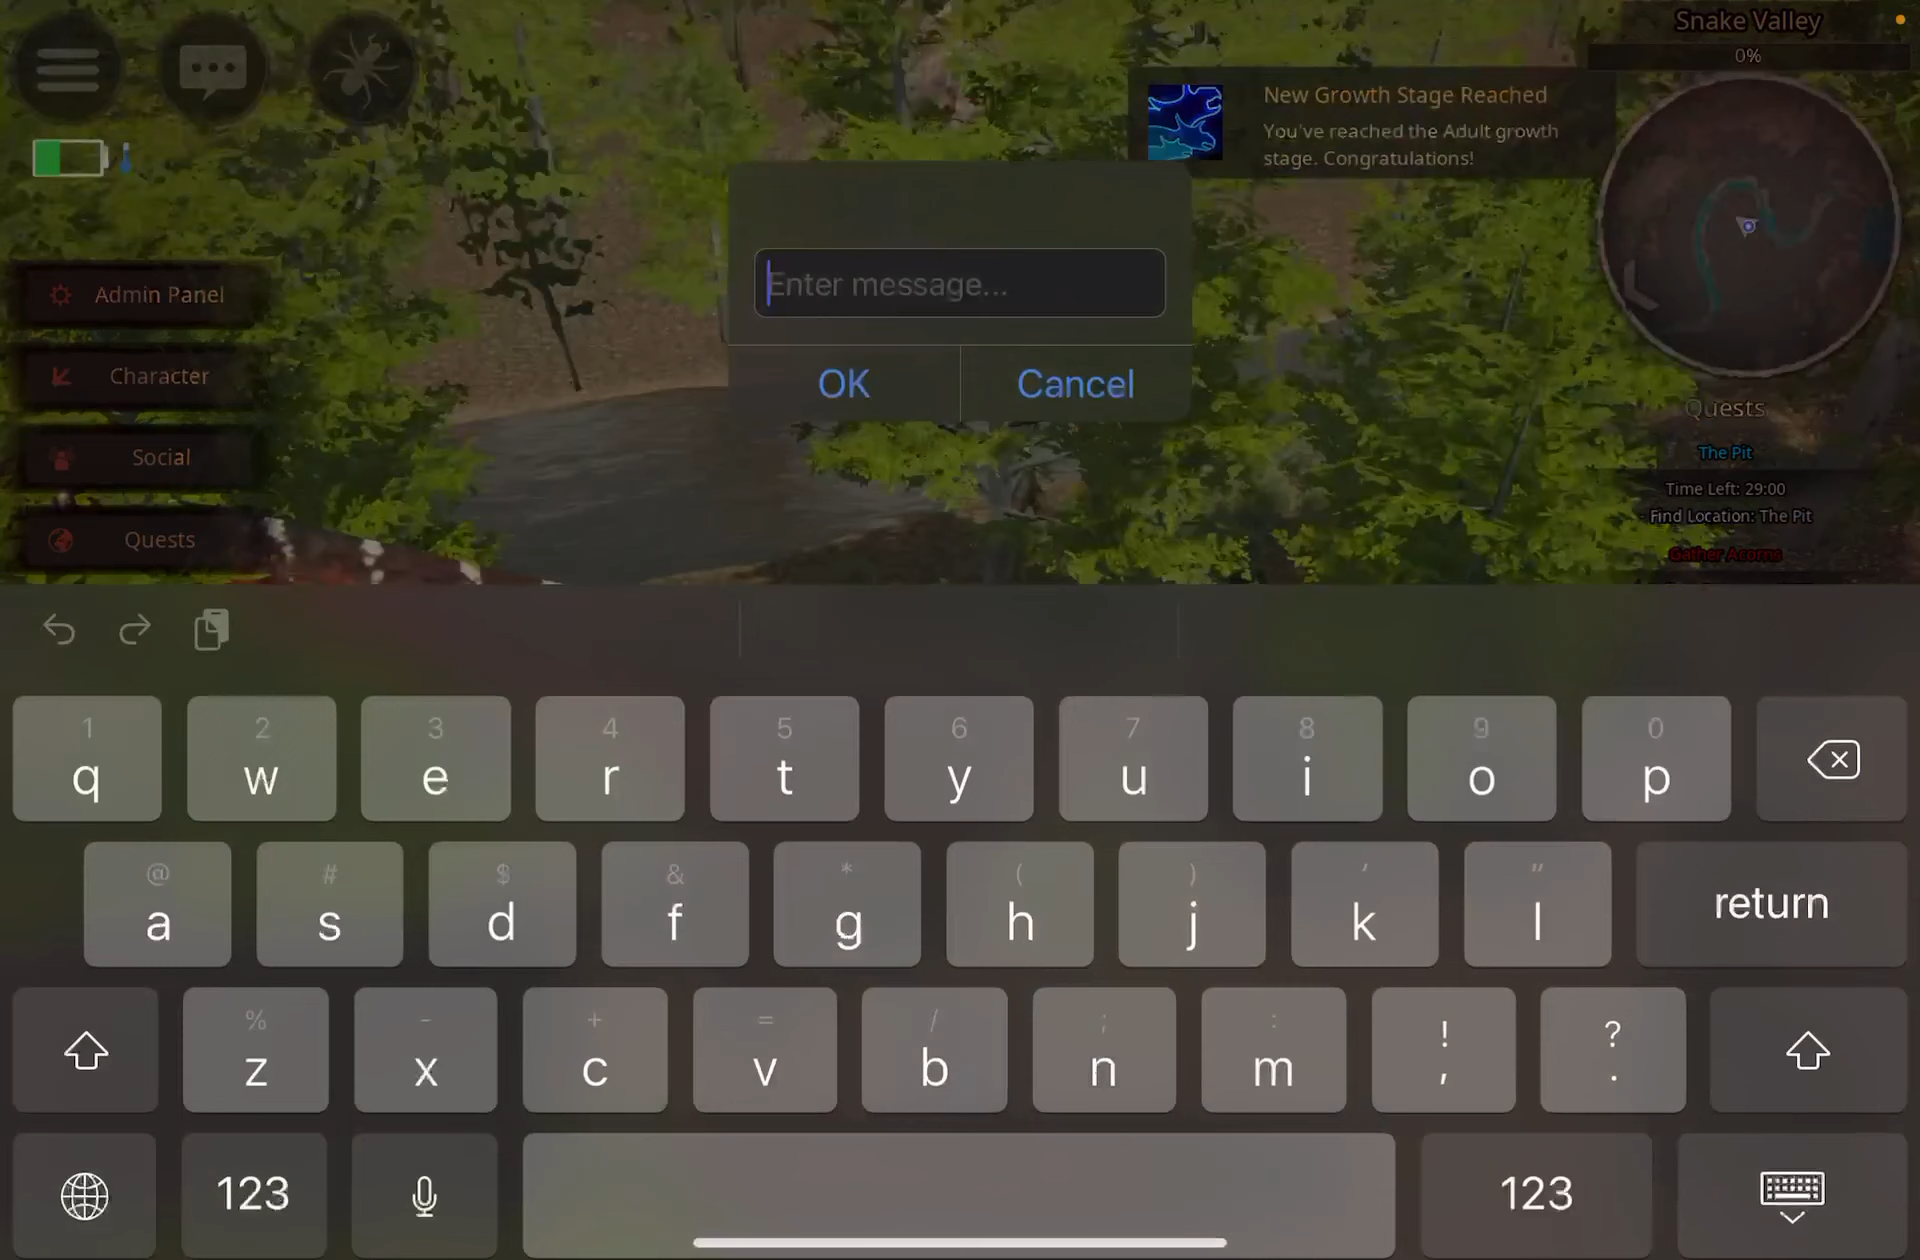 Snake Valley
0%
New Growth Stage Reached
You've reached the Adult growth
stage. Congratulations!
Enter message...
OK
Cancel
Admin Panel
Character
Social
Quests
Quests
The Pit
Time Left: 29:00
- Find Location: The Pit
Gather Acorns
1 2 3 4 5 6 7 8 9 0
q w e r t y u i o p
@ # $ & * ( ) ' "
a s d f g h j k l return
% - + = / ; : ! ?
z x c v b n m , .
123 123